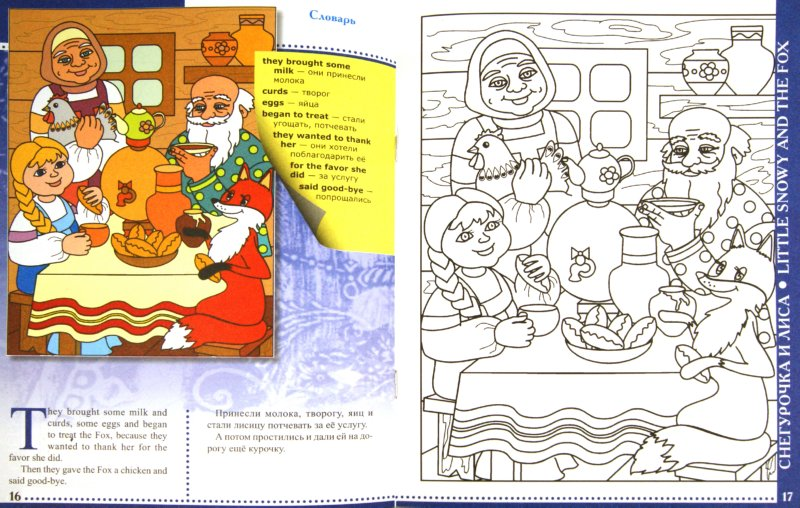 Словарь
they brought some
milk — они принесли
молока
curds — творог
eggs — яйца
began to treat — стали
угощать, потчевать
they wanted to thank
her — они хотели
поблагодарить её
for the favor she
did — за услугу
said good-bye —
попрощались
They brought some milk and
curds, some eggs and began
to treat the Fox, because they
wanted to thank her for the
favor she did.
Then they gave the Fox a chicken and
said good-bye.
Принесли молока, творогу, яиц и
стали лисицу потчевать за её услугу.
А потом простились и дали ей на до-
рогу ещё курочку.
16
СНЕГУРОЧКА И ЛИСА • LITTLE SNOWY AND THE FOX
17